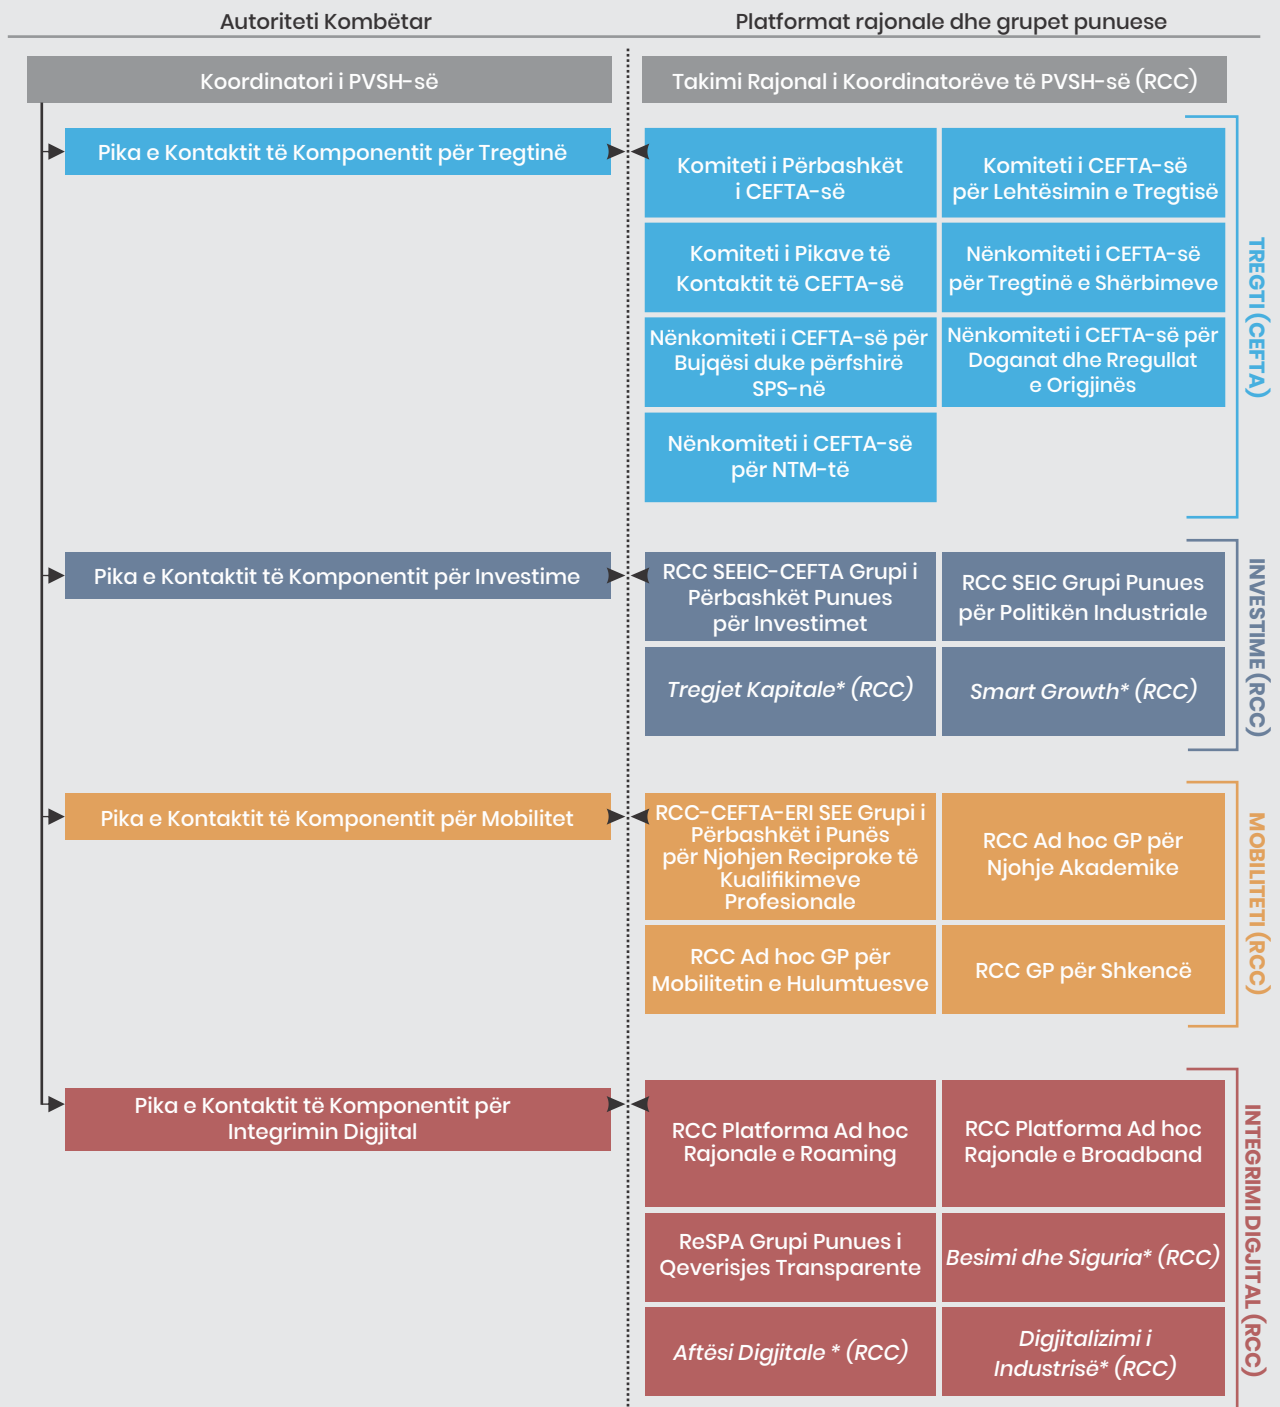 Autoriteti Kombëtar
Platformat rajonale dhe grupet punuese
Koordinatori i PVSH-së
Takimi Rajonal i Koordinatorëve të PVSH-së (RCC)
Pika e Kontaktit të Komponentit për Tregtinë
Komiteti i Përbashkët
i CEFTA-së
Komiteti i CEFTA-së
për Lehtësimin e Tregtisë
Komiteti i Pikave të
Kontaktit të CEFTA-së
Nënkomiteti i CEFTA-së
për Tregtinë e Shërbimeve
Nënkomiteti i CEFTA-së për
Bujqësi duke përfshirë
SPS-në
Nënkomiteti i CEFTA-së për
Doganat dhe Rregullat
e Origjinës
Nënkomiteti i CEFTA-së
për NTM-të
TREGTI (CEFTA)
Pika e Kontaktit të Komponentit për Investime
RCC SEEIC-CEFTA Grupi i
Përbashkët Punues
për Investimet
RCC SEIC Grupi Punues
për Politikën Industriale
Tregjet Kapitale* (RCC)
Smart Growth* (RCC)
INVESTIME (RCC)
Pika e Kontaktit të Komponentit për Mobilitet
RCC-CEFTA-ERI SEE Grupi i
Përbashkët i Punës
për Njohjen Reciproke të
Kualifikimeve
Profesionale
RCC Ad hoc GP për
Njohje Akademike
RCC Ad hoc GP për
Mobilitetin e Hulumtuesve
RCC GP për Shkencë
MOBILITETI (RCC)
Pika e Kontaktit të Komponentit për
Integrimin Digjital
RCC Platforma Ad hoc
Rajonale e Roaming
RCC Platforma Ad hoc
Rajonale e Broadband
ReSPA Grupi Punues i
Qeverisjes Transparente
Besimi dhe Siguria* (RCC)
Aftësi Digjitale * (RCC)
Digjitalizimi i
Industrisë* (RCC)
INTEGRIMI DIGJITAL (RCC)